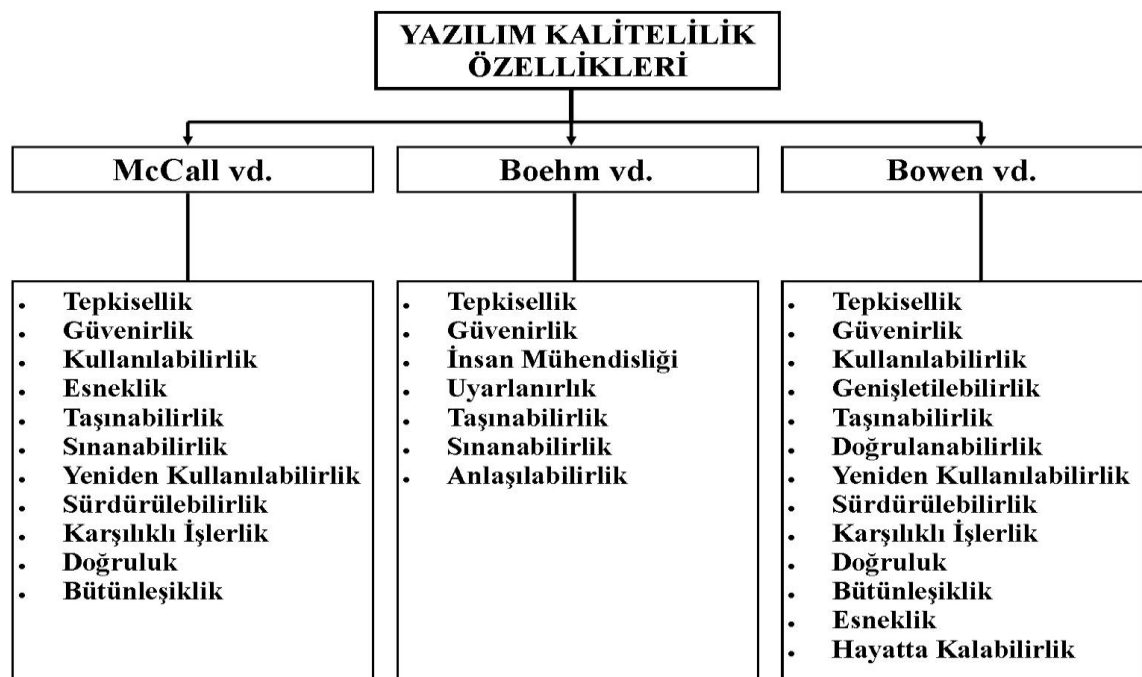 YAZILIM KALİTELİLİK
ÖZELLİKLERİ
McCall vd.
Boehm vd.
Bowen vd.
• Tepkisellik
• Güvenirlik
• Kullanılabilirlik
• Esneklik
• Taşınabilirlik
• Sınanabilirlik
• Yeniden Kullanılabilirlik
• Sürdürülebilirlik
• Karşılıklı İşlerlik
• Doğruluk
• Bütünleşiklik
• Tepkisellik
• Güvenirlik
• İnsan Mühendisliği
• Uyarlanırlık
• Taşınabilirlik
• Sınanabilirlik
• Anlaşılabilirlik
• Tepkisellik
• Güvenirlik
• Kullanılabilirlik
• Genişletilebilirlik
• Taşınabilirlik
• Doğrulanabilirlik
• Yeniden Kullanılabilirlik
• Sürdürülebilirlik
• Karşılıklı İşlerlik
• Doğruluk
• Bütünleşiklik
• Esneklik
• Hayatta Kalabilirlik